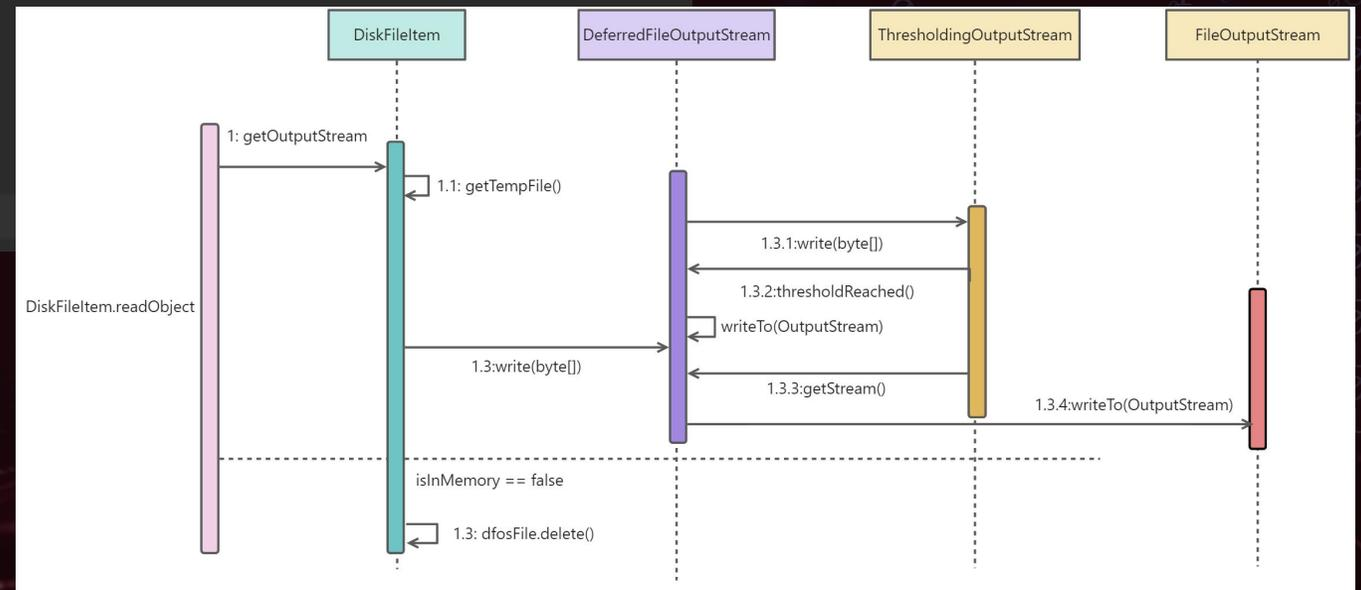 DiskFileItem
DeferredFileOutputStream
ThresholdingOutputStream
FileOutputStream
1: getOutputStream
1.1: getTempFile()
1.3.1:write(byte[])
1.3.2:thresholdReached()
DiskFileItem.readObject
writeTo(OutputStream)
1.3:write(byte[])
1.3.3:getStream()
1.3.4:writeTo(OutputStream)
isInMemory == false
1.3: dfosFile.delete()